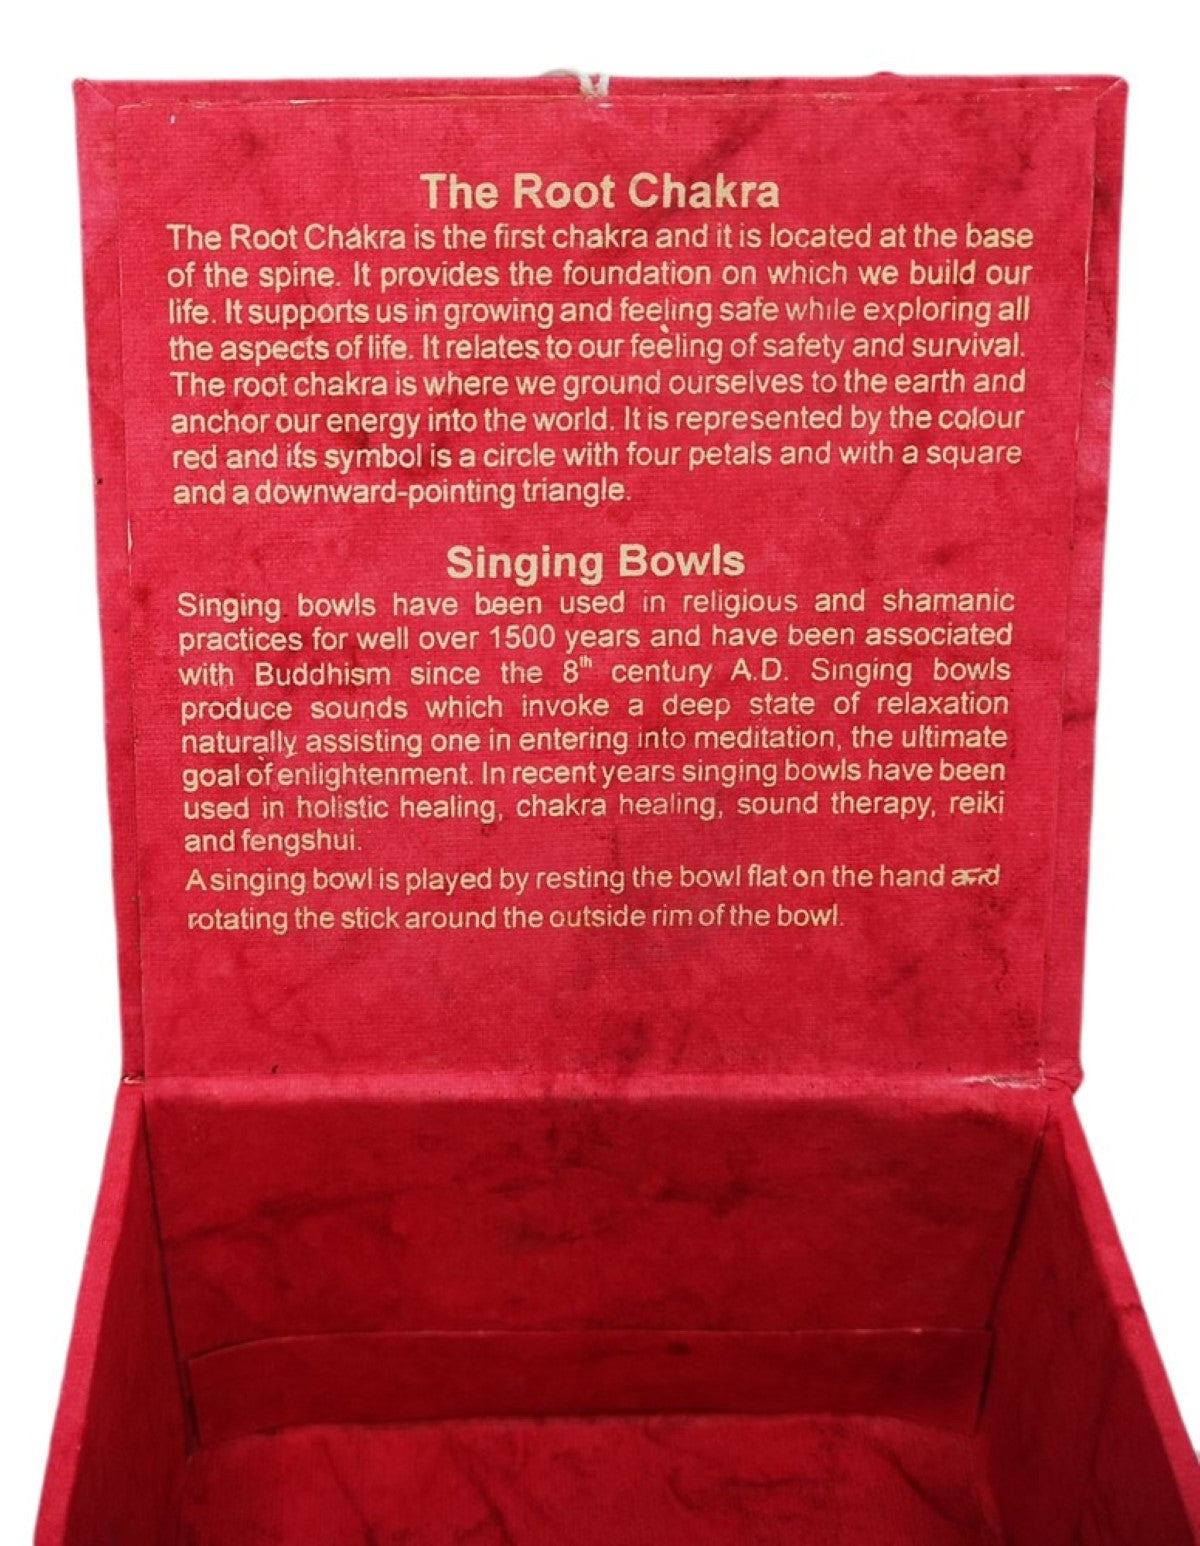 The Root Chakra
The Root Chakra is the first chakra and it is located at the base
of the spine. It provides the foundation on which we build our
life. It supports us in growing and feeling safe while exploring all
the aspects of life. It relates to our feeling of safety and survival.
The root chakra is where we ground ourselves to the earth and
anchor our energy into the world. It is represented by the colour
red and its symbol is a circle with four petals and with a square
and a downward-pointing triangle.
Singing Bowls
Singing bowls have been used in religious and shamanic
practices for well over 1500 years and have been associated
with Buddhism since the 8th century A.D. Singing bowls
produce sounds which invoke a deep state of relaxation
naturally assisting one in entering into meditation, the ultimate
goal of enlightenment. In recent years singing bowls have been
used in holistic healing, chakra healing, sound therapy, reiki
and fengshui.
A singing bowl is played by resting the bowl flat on the hand and
rotating the stick around the outside rim of the bowl.